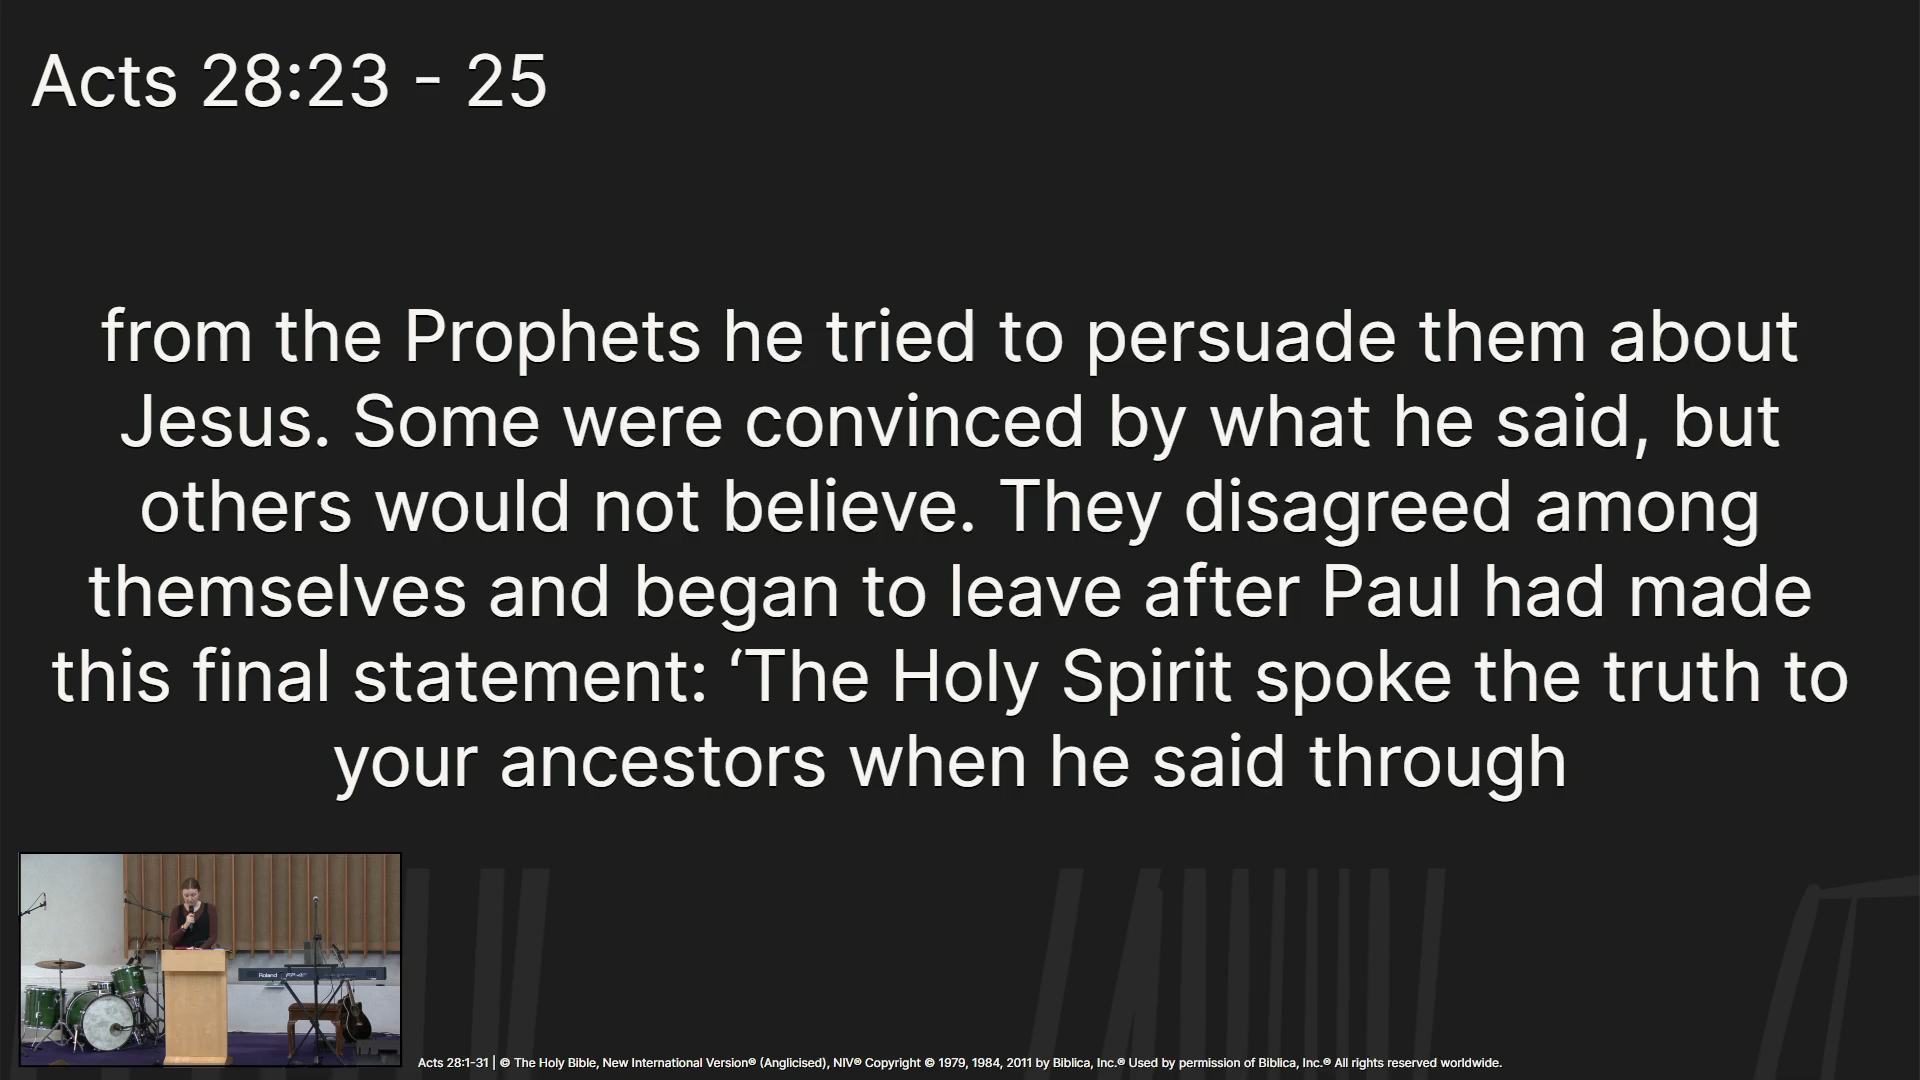 Acts 28:23 - 25
from the Prophets he tried to persuade them about
Jesus. Some were convinced by what he said, but
others would not believe. They disagreed among
themselves and began to leave after Paul had made
this final statement: ‘The Holy Spirit spoke the truth to
your ancestors when he said through
Roland FP-4F
Acts 28:1-31 | © The Holy Bible, New International Version® (Anglicised), NIV® Copyright © 1979, 1984, 2011 by Biblica, Inc.® Used by permission of Biblica, Inc.® All rights reserved worldwide.